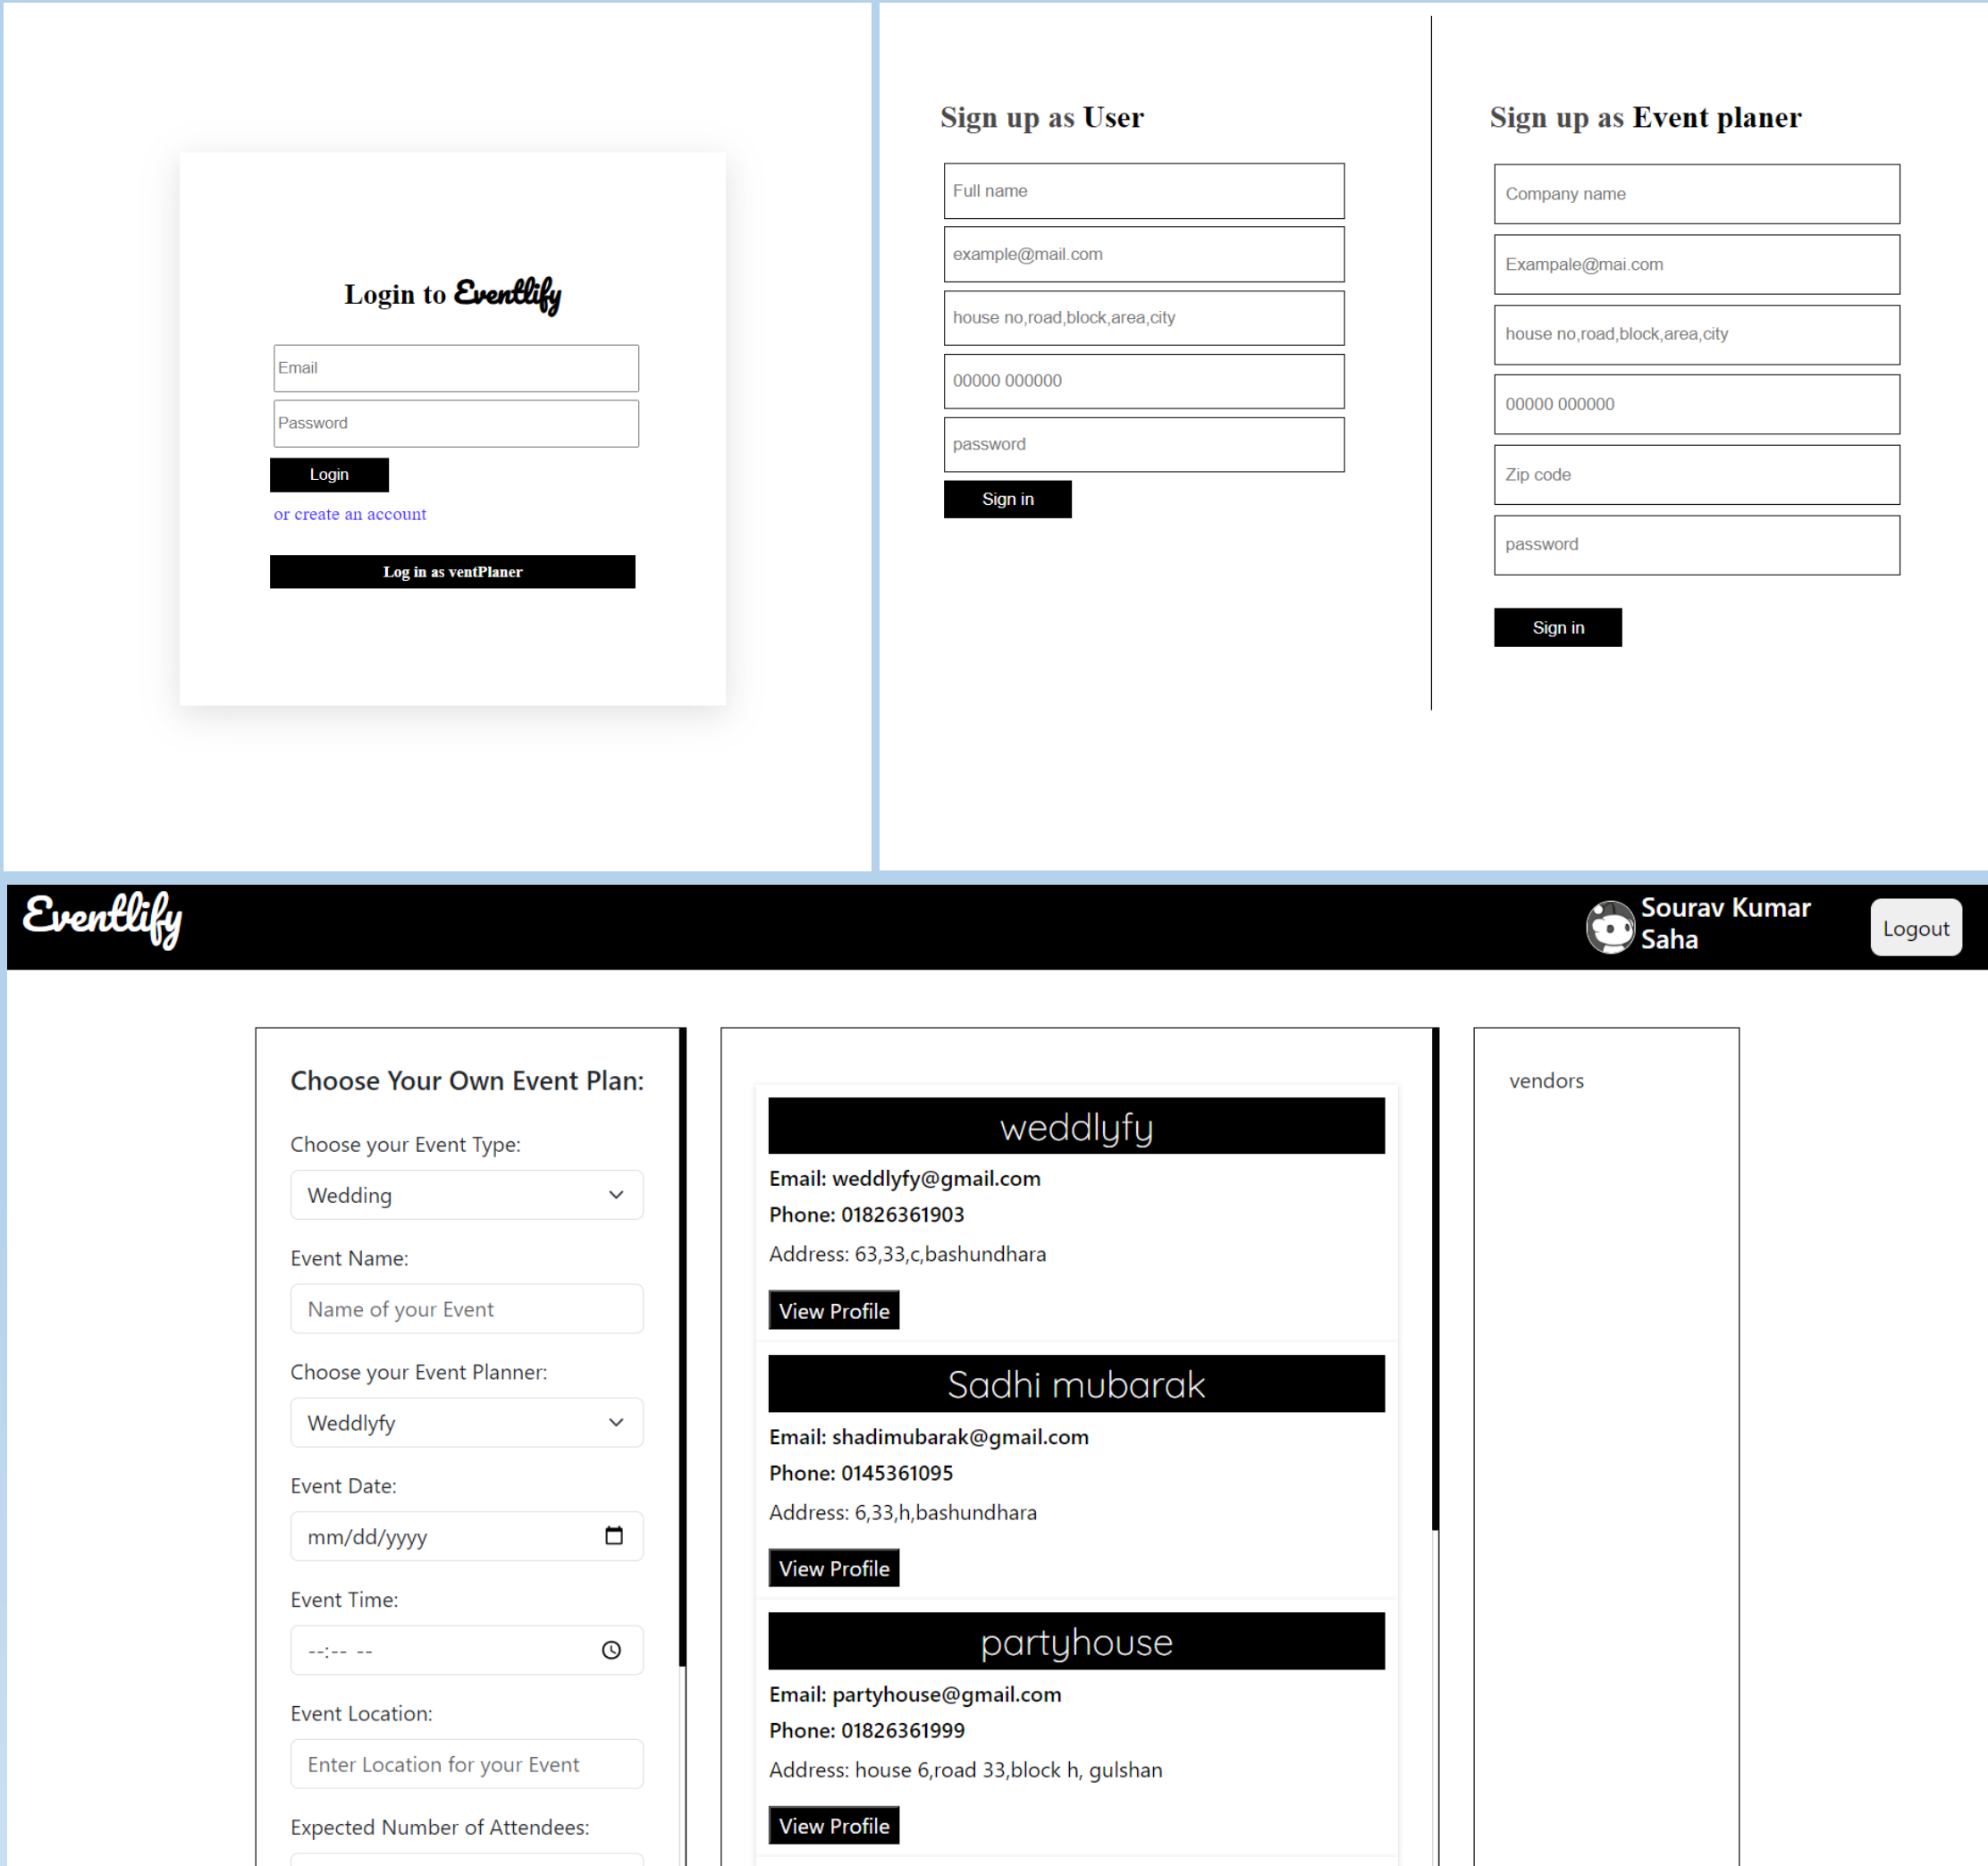 Login to Eventlify
Email
Password
Login
or create an account
Log in as ventPlaner
Sign up as User
Full name
example@mail.com
house no,road,block,area,city
00000 000000
password
Sign in
Sign up as Event planer
Company name
Exampale@mai.com
house no,road,block,area,city
00000 000000
Zip code
password
Sign in
Eventlify
Sourav Kumar
Saha
Logout
Choose Your Own Event Plan:
Choose your Event Type:
Wedding
Event Name:
Name of your Event
Choose your Event Planner:
Weddlyfy
Event Date:
mm/dd/yyyy
Event Time:
--:-- --
Event Location:
Enter Location for your Event
Expected Number of Attendees:
weddlyfy
Email: weddlyfy@gmail.com
Phone: 01826361903
Address: 63,33,c,bashundhara
View Profile
Sadhi mubarak
Email: shadimubarak@gmail.com
Phone: 0145361095
Address: 6,33,h,bashundhara
View Profile
partyhouse
Email: partyhouse@gmail.com
Phone: 01826361999
Address: house 6,road 33,block h, gulshan
View Profile
vendors